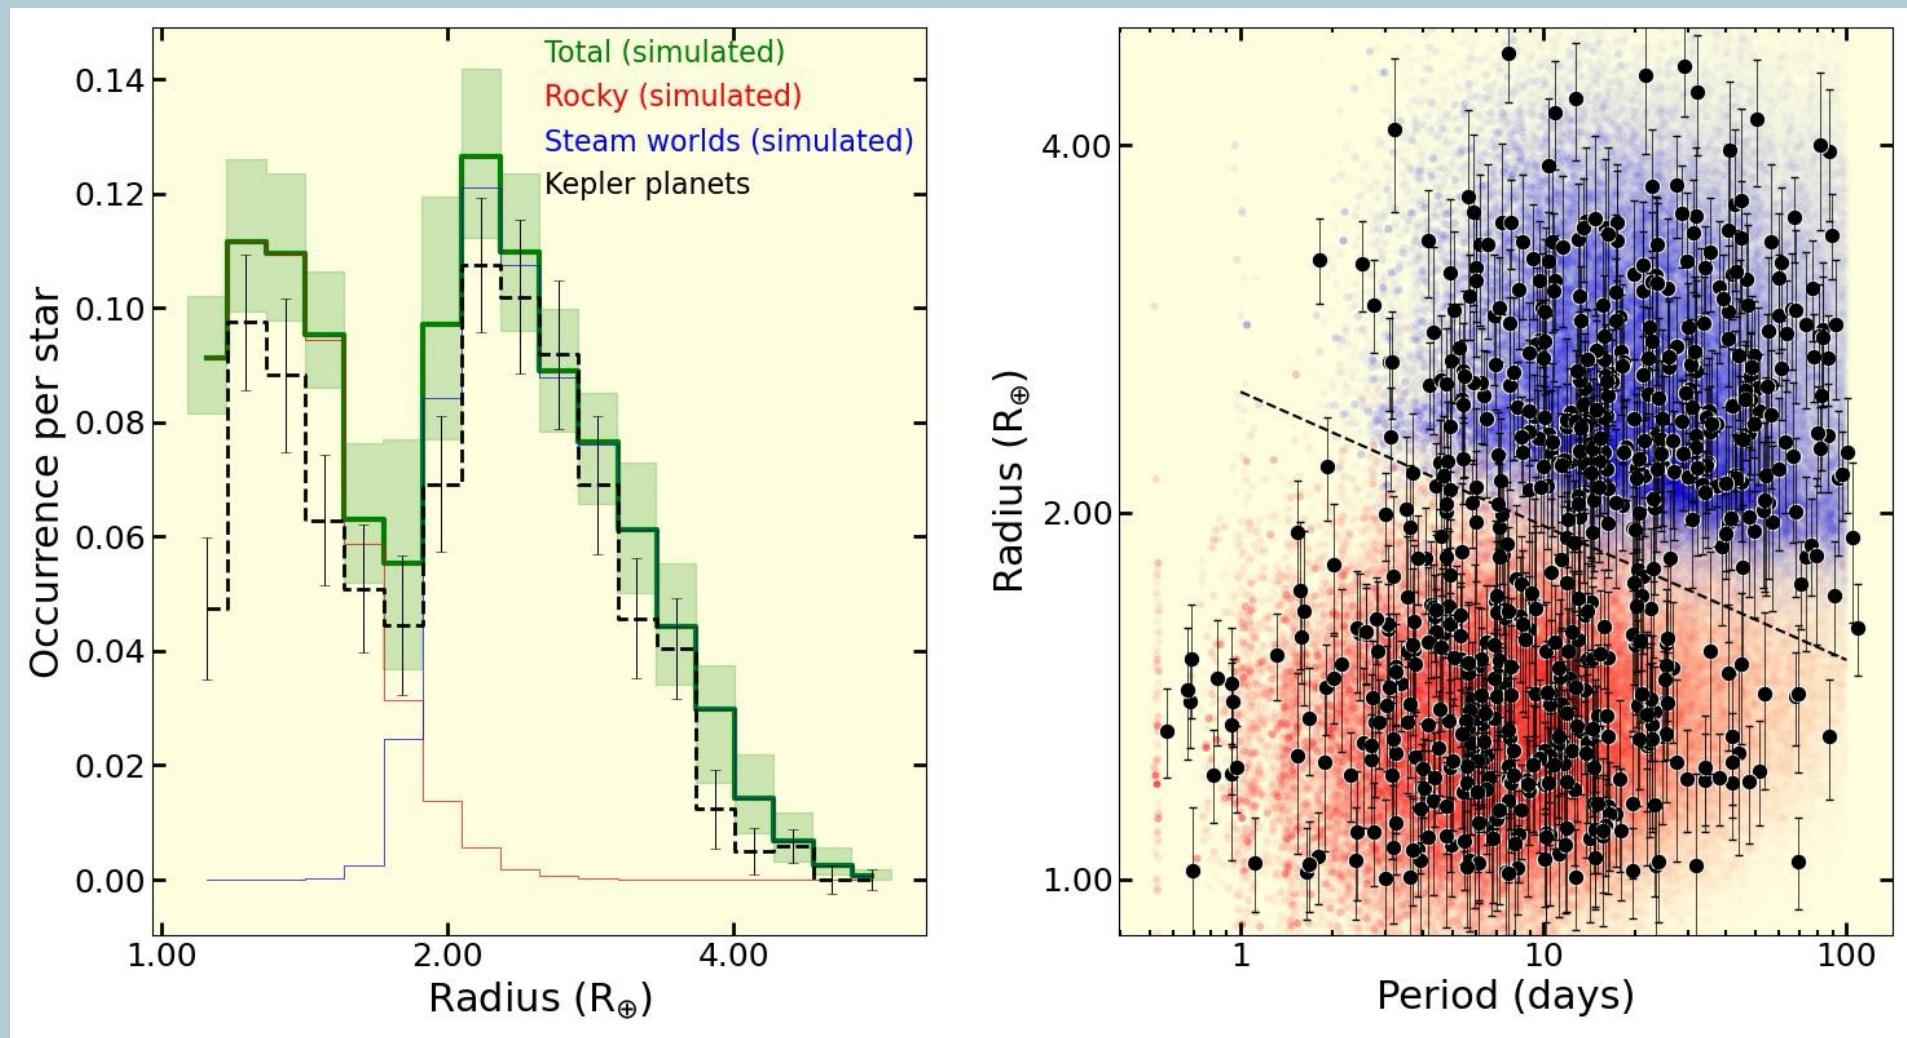 Total (simulated)
Rocky (simulated)
Steam worlds (simulated)
Kepler planets
0.14
0.12
0.10
0.08
0.06
0.04
0.02
0.00
Occurrence per star
1.00 2.00 4.00
Radius (R⊕)
4.00
2.00
1.00
Radius (R⊕)
1 10 100
Period (days)